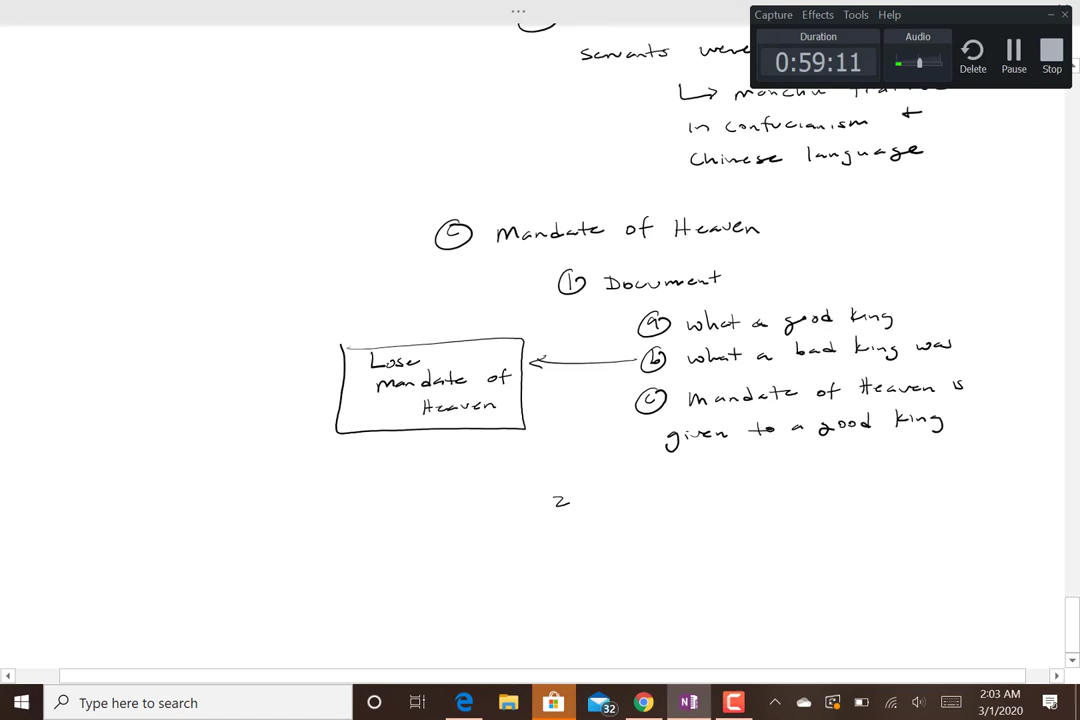 Capture Effects Tools Help
Duration
Audio
0:59:11
Delete
Pause
Stop
servants were
↳ manchu
in confucianism +
Chinese language
C Mandate of Heaven
1 Document
a what a good king
b what a bad king was
c mandate of Heaven is
given to a good king
Lose
mandate of
Heaven
2
Type here to search
32
2:03 AM
3/1/2020